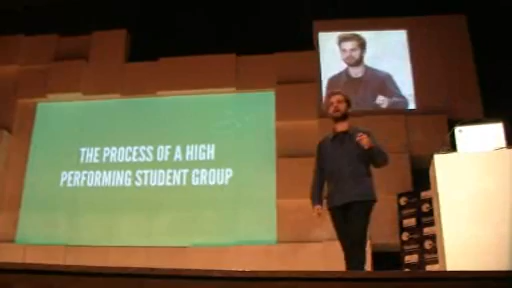 THE PROCESS OF A HIGH
PERFORMING STUDENT GROUP